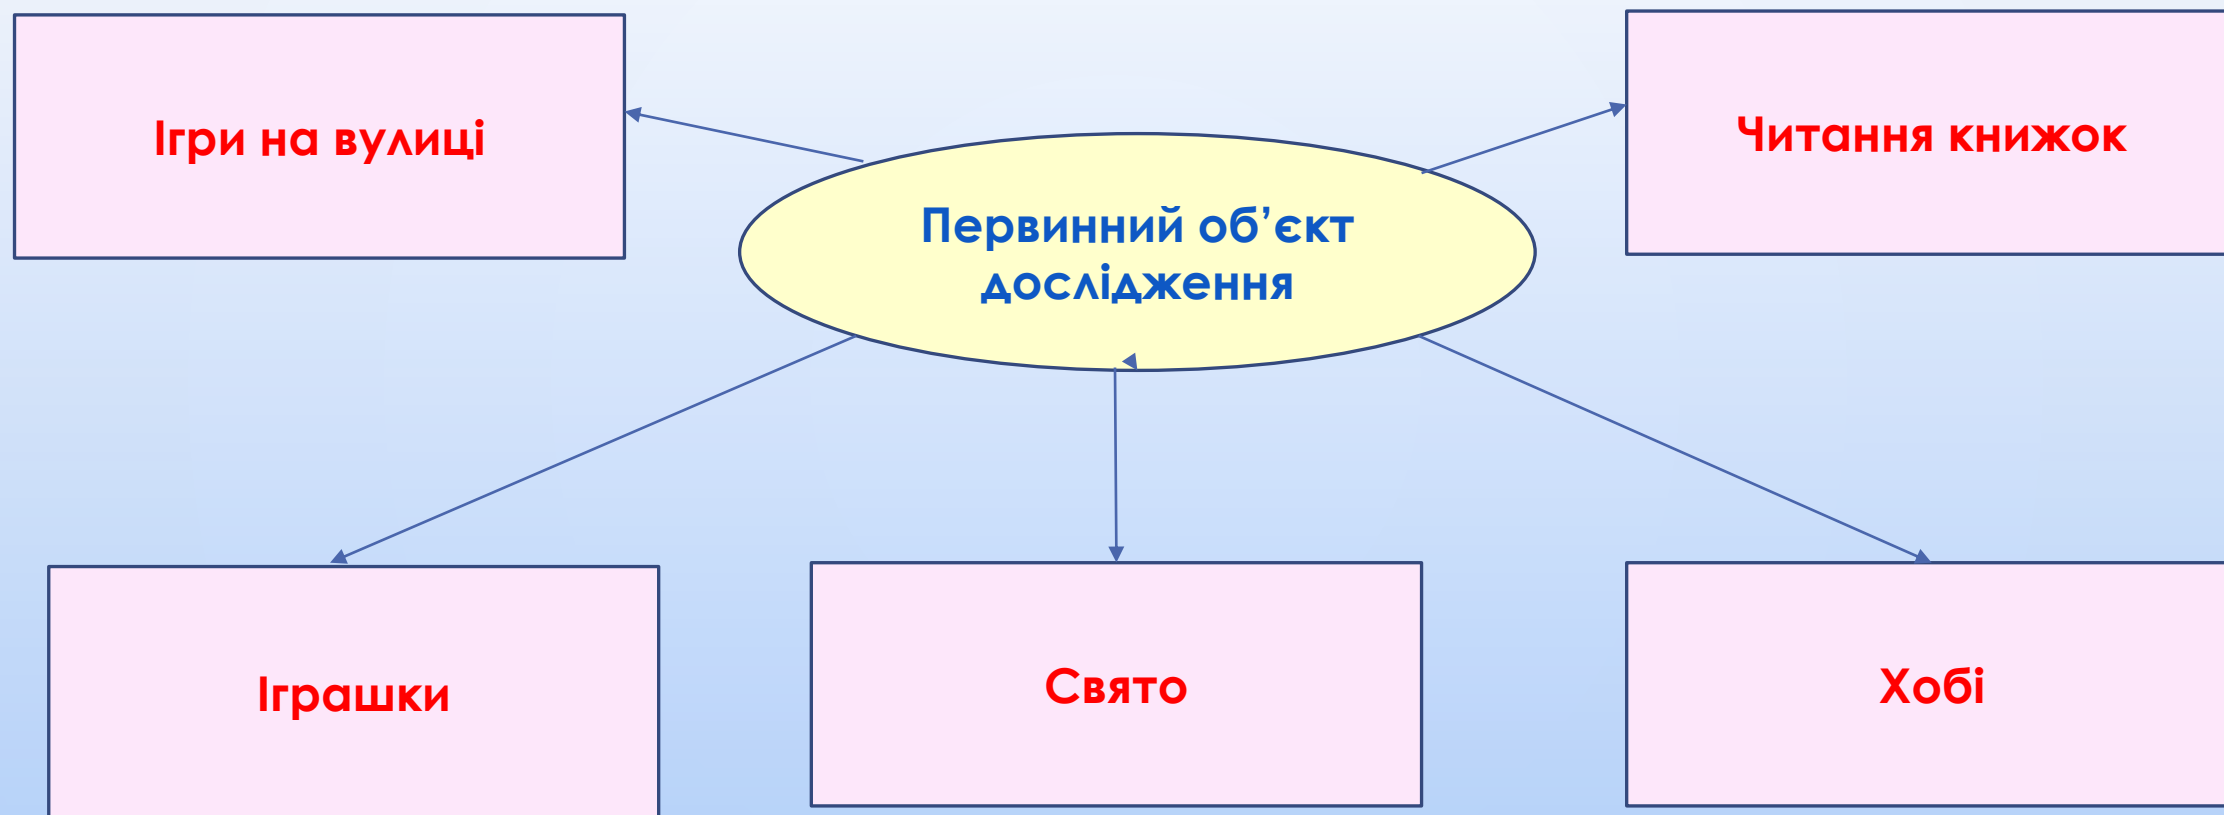 Ігри на вулиці
Читання книжок
Первинний об’єкт
дослідження
Іграшки
Свято
Хобі